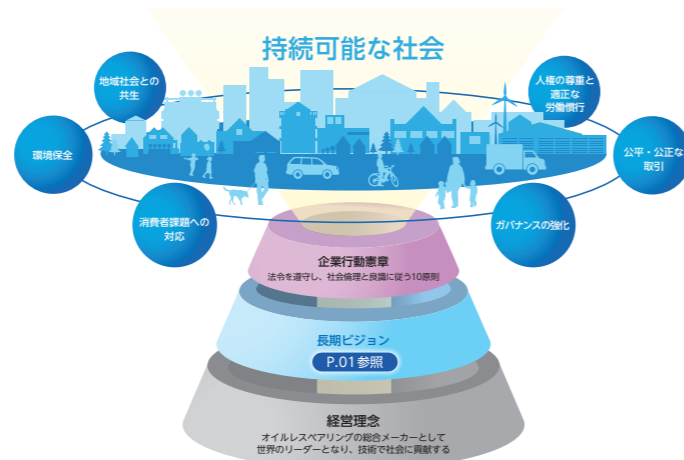 持続可能な社会
地域社会との
共生
人権の尊重と
適正な
労働慣行
環境保全
公平・公正な
取引
消費者課題への
対応
ガバナンスの強化
企業行動憲章
法令を遵守し、社会倫理と良識に従う10原則
長期ビジョン
P.01参照
経営理念
オイルレスベアリングの総合メーカーとして
世界のリーダーとなり、技術で社会に貢献する